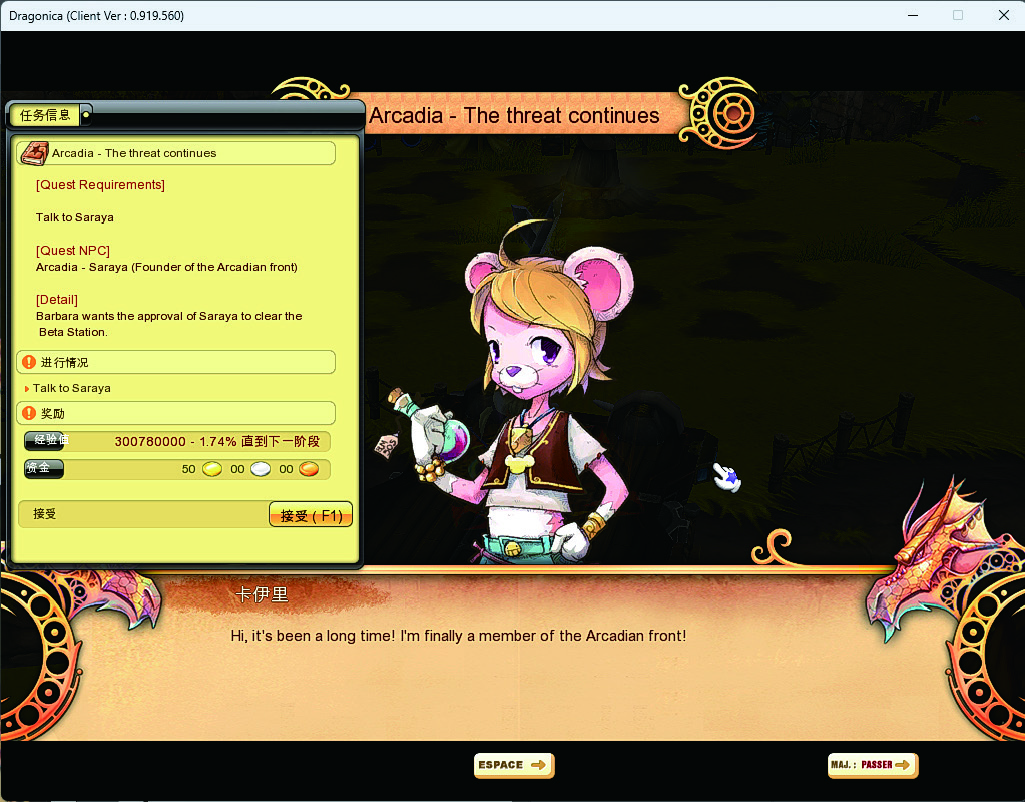 Dragonica (Client Ver : 0.919.560)
Arcadia - The threat continues
任务信息
Arcadia - The threat continues
[Quest Requirements]
Talk to Saraya
[Quest NPC]
Arcadia - Saraya (Founder of the Arcadian front)
[Detail]
Barbara wants the approval of Saraya to clear the
Beta Station.
进行情况
Talk to Saraya
奖励
经验值 300780000 - 1.74% 直到下一阶段
资金 50 00 00
接受 接受 ( F1)
卡伊里
Hi, it's been a long time! I'm finally a member of the Arcadian front!
ESPACE
MAJ. : PASSER